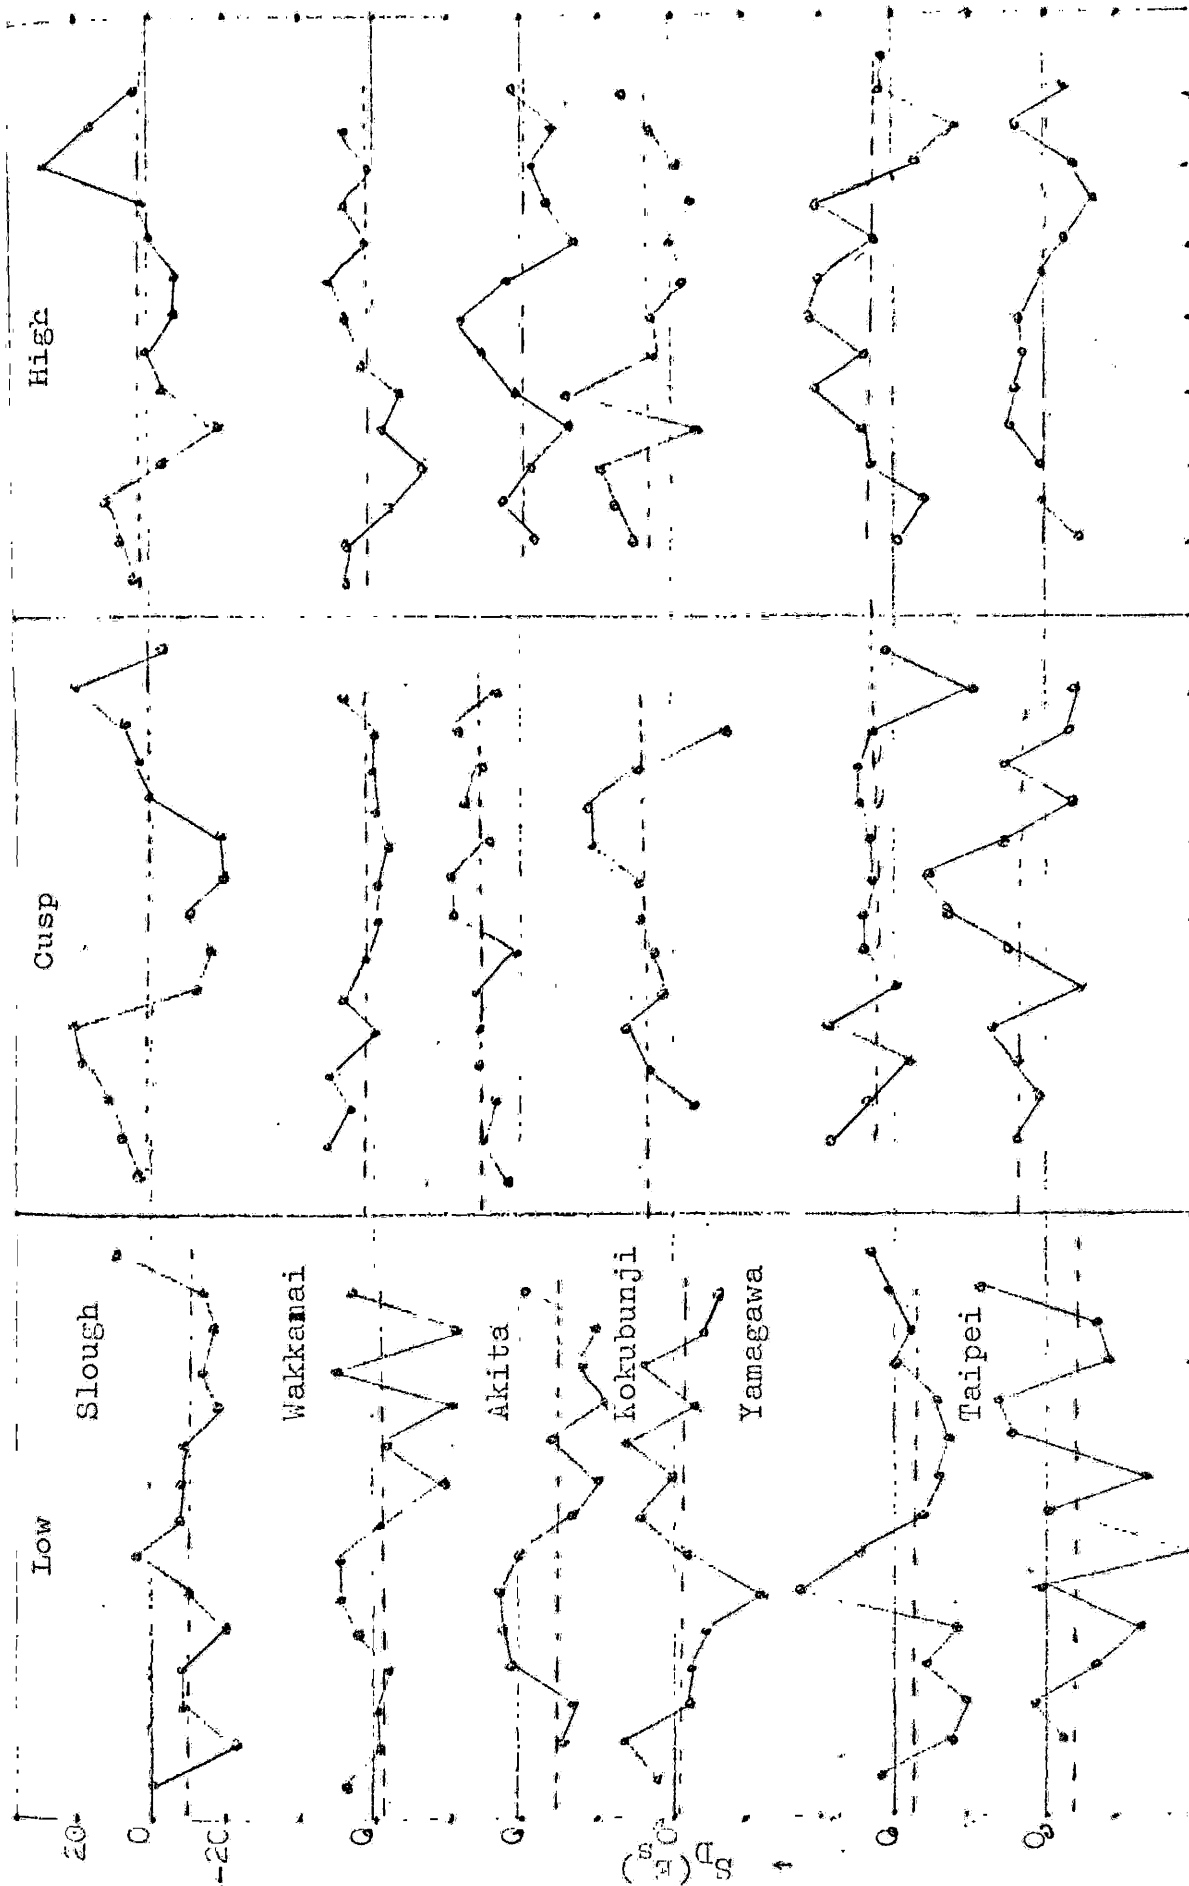 Low
Cusp
High
Slough
Wakkanai
Akita
Kokubunji
Yamagawa
Taipei
20
0
-20
0
0
0
0
0
S_D(E_S)